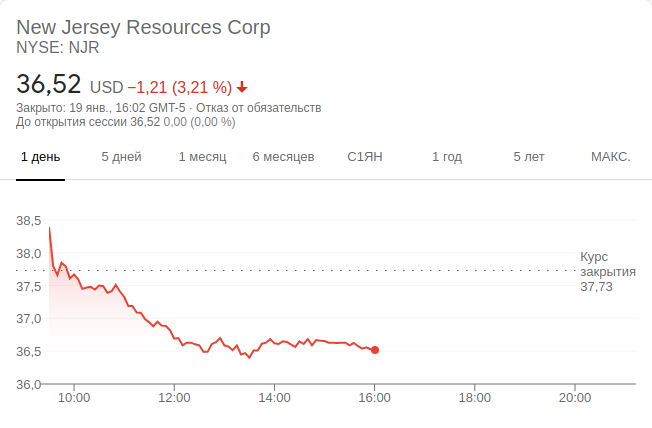 New Jersey Resources Corp
NYSE: NJR
36,52 USD −1,21 (3,21 %)
Закрыто: 19 янв., 16:02 GMT-5 · Отказ от обязательств
До открытия сессии 36,52 0,00 (0,00 %)
1 день 5 дней 1 месяц 6 месяцев С1ЯН 1 год 5 лет МАКС.
38,5
38,0
37,5
37,0
36,5
36,0
Курс
закрытия
37,73
10:00 12:00 14:00 16:00 18:00 20:00